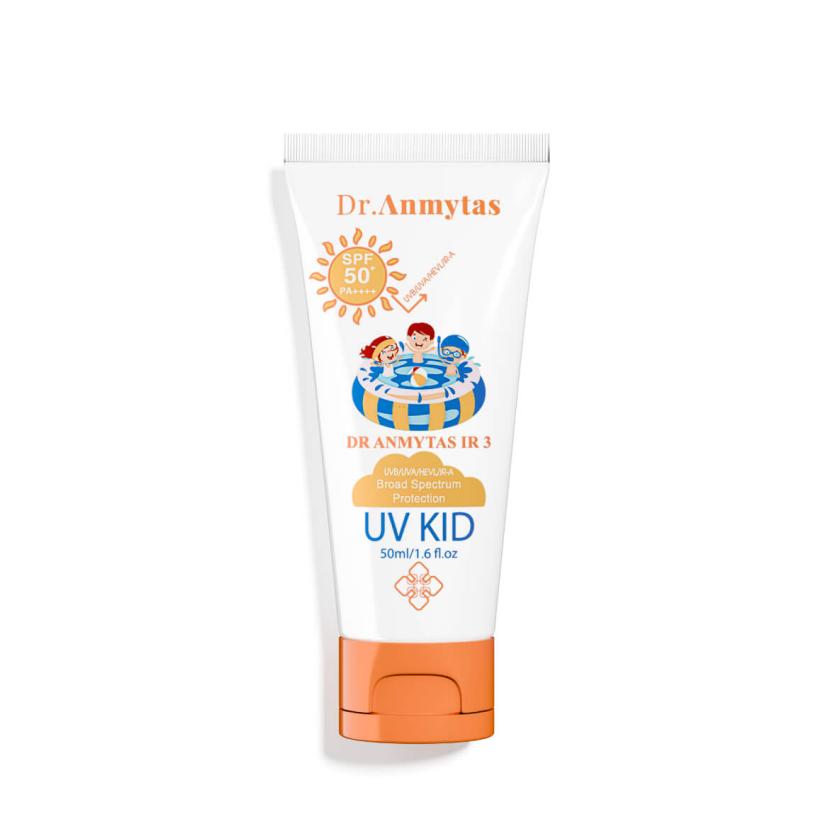 Dr.Anmytas
SPF
50+
PA++++
UVB/UVA/HEVL/IR-A
DR ANMYTAS IR 3
UVB/UVA/HEVL/IR-A
Broad Spectrum
Protection
UV KID
50ml/1.6 fl.oz